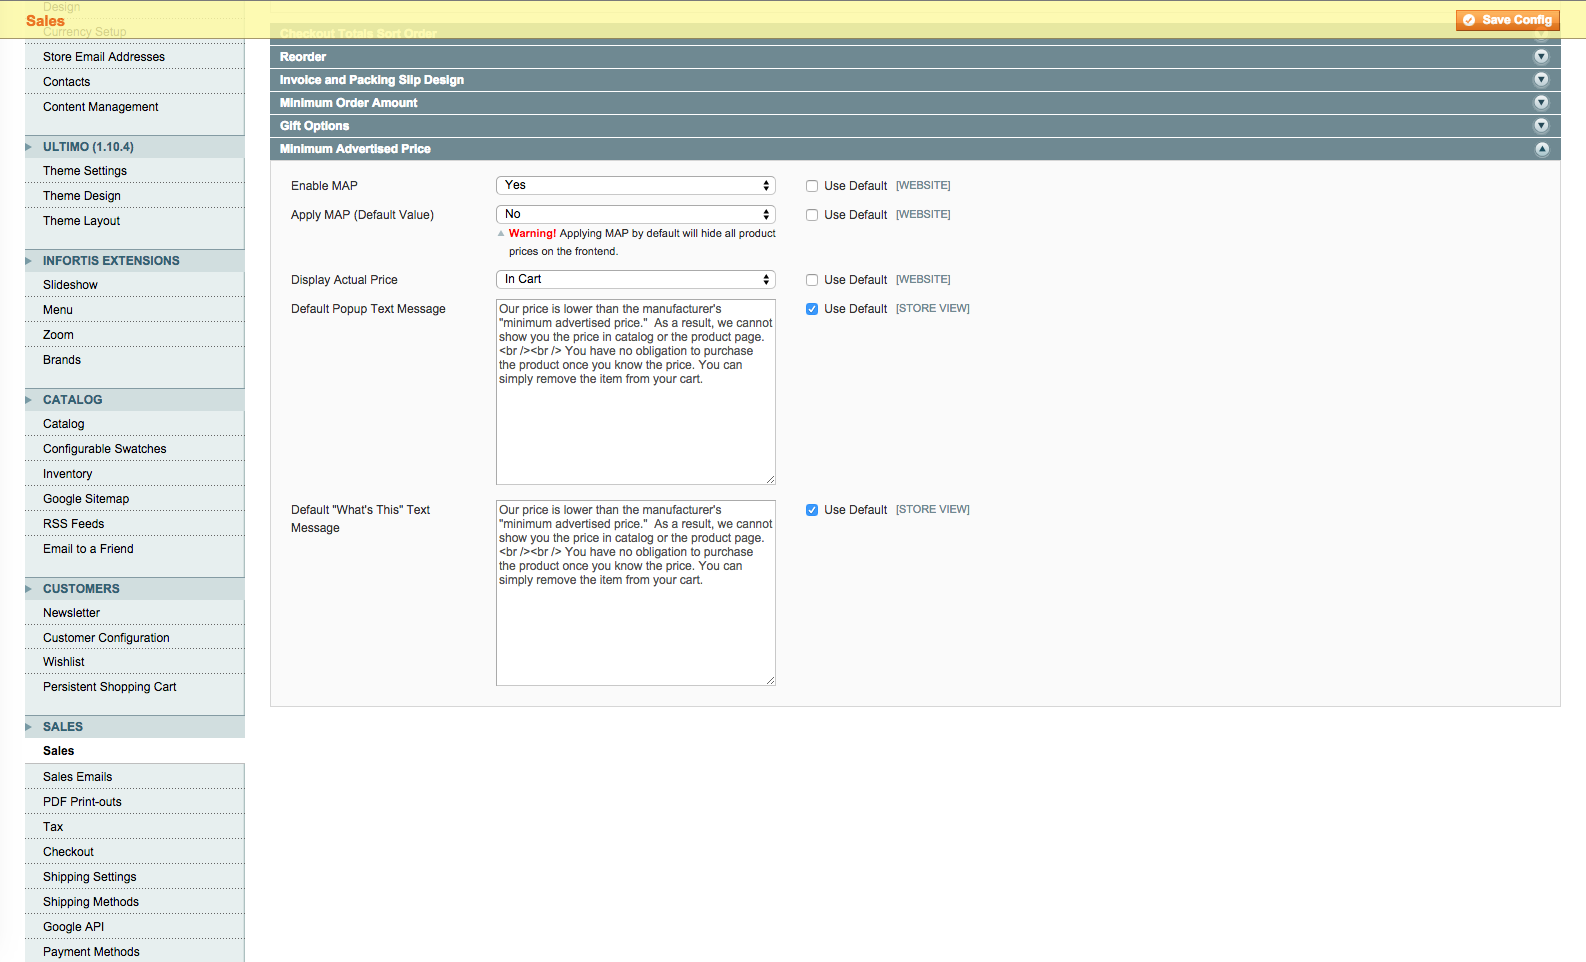 Design
Sales
Save Config
Currency Setup
Store Email Addresses
Contacts
Content Management
ULTIMO (1.10.4)
Theme Settings
Theme Design
Theme Layout
INFORTIS EXTENSIONS
Slideshow
Menu
Zoom
Brands
CATALOG
Catalog
Configurable Swatches
Inventory
Google Sitemap
RSS Feeds
Email to a Friend
CUSTOMERS
Newsletter
Customer Configuration
Wishlist
Persistent Shopping Cart
SALES
Sales
Sales Emails
PDF Print-outs
Tax
Checkout
Shipping Settings
Shipping Methods
Google API
Payment Methods
Checkout Totals Sort Order
Reorder
Invoice and Packing Slip Design
Minimum Order Amount
Gift Options
Minimum Advertised Price
Enable MAP
Yes
Use Default [WEBSITE]
Apply MAP (Default Value)
No
Use Default [WEBSITE]
Warning! Applying MAP by default will hide all product
prices on the frontend.
Display Actual Price
In Cart
Use Default [WEBSITE]
Default Popup Text Message
Our price is lower than the manufacturer's
"minimum advertised price."  As a result, we cannot
show you the price in catalog or the product page.
<br /><br /> You have no obligation to purchase
the product once you know the price. You can
simply remove the item from your cart.
Use Default [STORE VIEW]
Default "What's This" Text
Message
Our price is lower than the manufacturer's
"minimum advertised price."  As a result, we cannot
show you the price in catalog or the product page.
<br /><br /> You have no obligation to purchase
the product once you know the price. You can
simply remove the item from your cart.
Use Default [STORE VIEW]